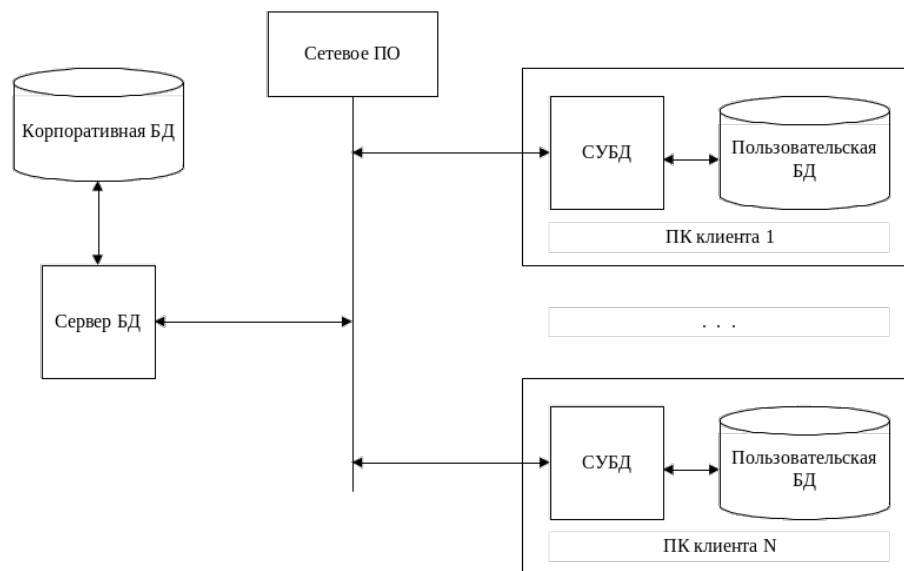 Сетевое ПО
Корпоративная БД
СУБД
Пользовательская
БД
ПК клиента 1
Сервер БД
. . .
СУБД
Пользовательская
БД
ПК клиента N